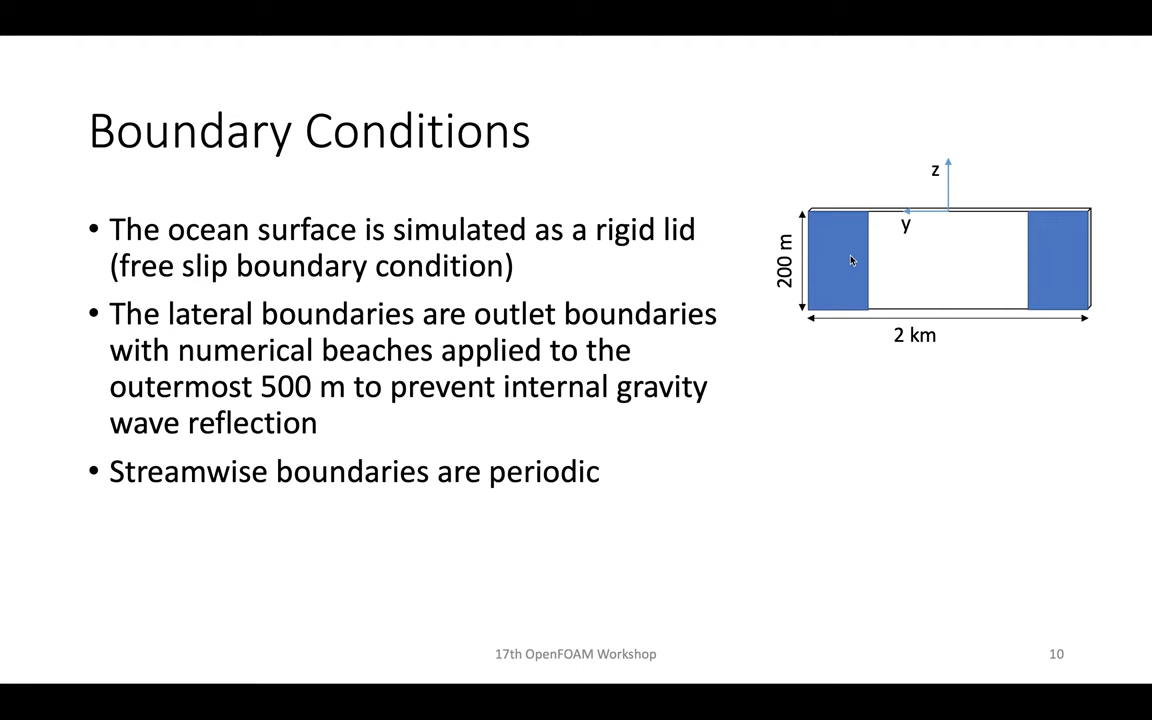 Boundary Conditions
• The ocean surface is simulated as a rigid lid
(free slip boundary condition)
• The lateral boundaries are outlet boundaries
with numerical beaches applied to the
outermost 500 m to prevent internal gravity
wave reflection
• Streamwise boundaries are periodic
z
y
200 m
2 km
17th OpenFOAM Workshop
10